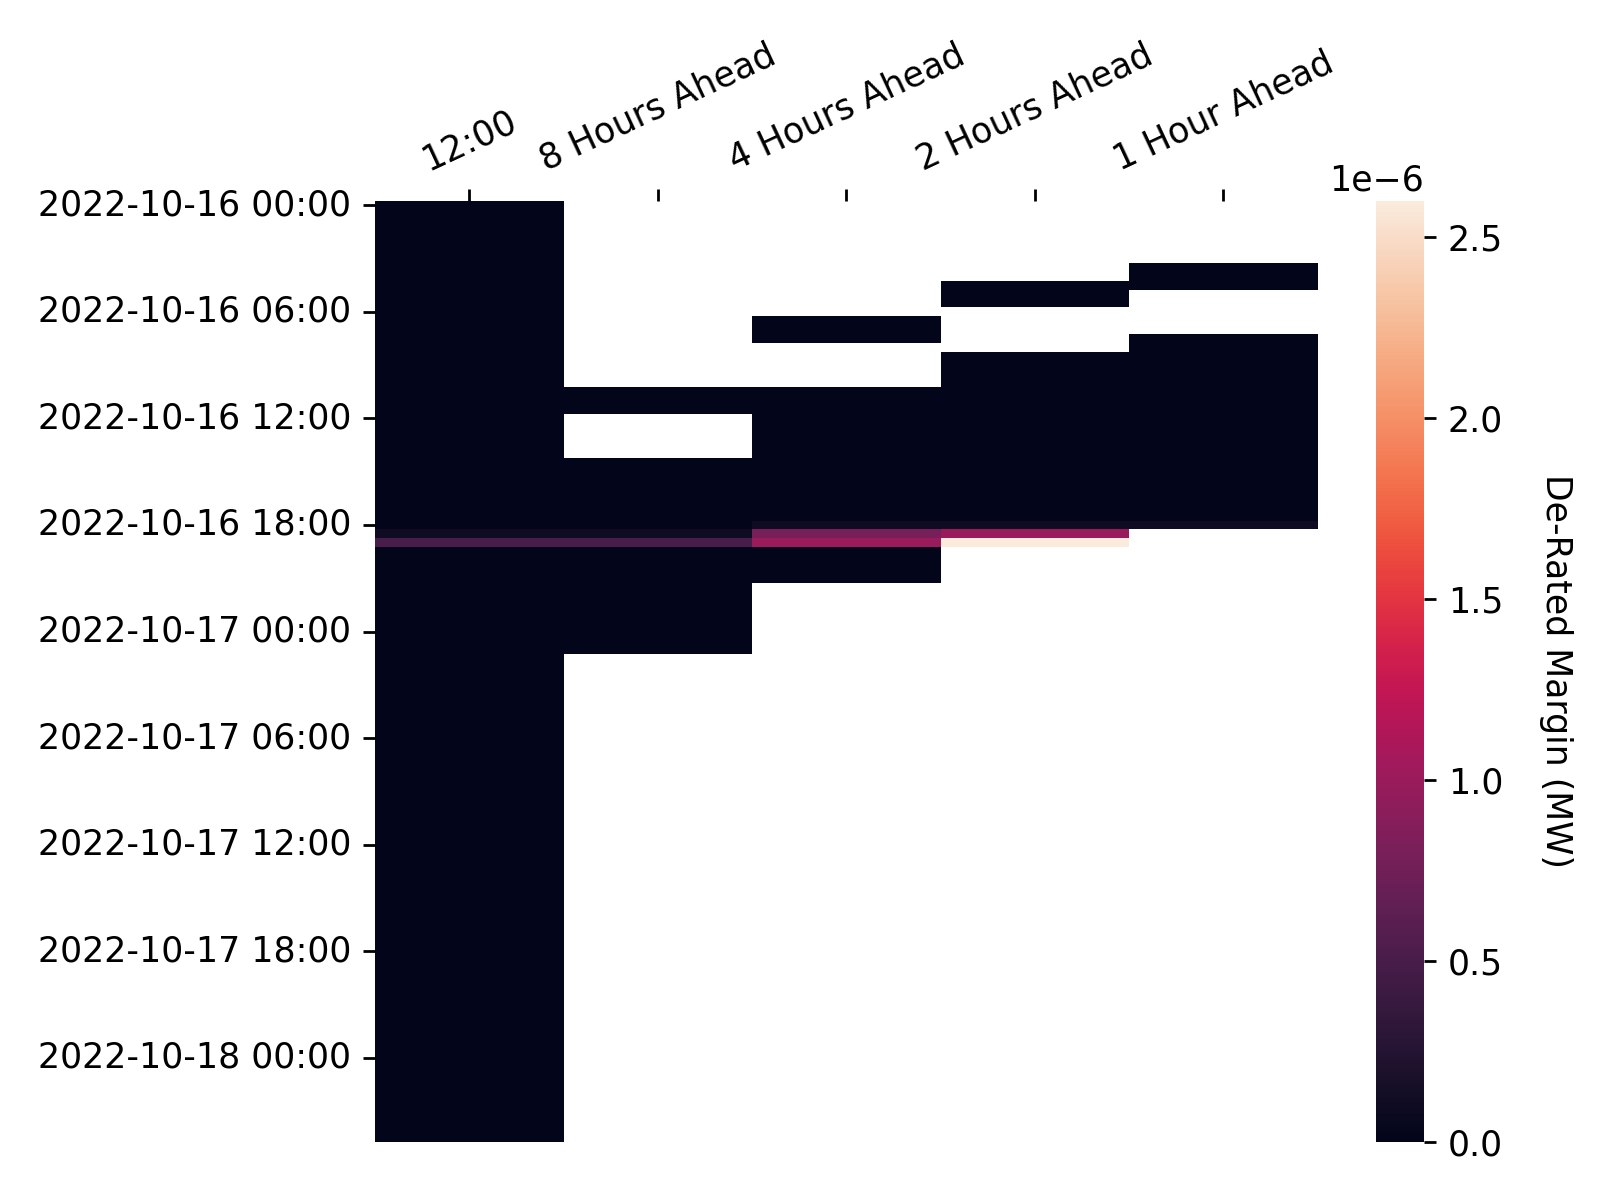 12:00
8 Hours Ahead
4 Hours Ahead
2 Hours Ahead
1 Hour Ahead
2022-10-16 00:00
2022-10-16 06:00
2022-10-16 12:00
2022-10-16 18:00
2022-10-17 00:00
2022-10-17 06:00
2022-10-17 12:00
2022-10-17 18:00
2022-10-18 00:00
1e−6
2.5
2.0
1.5
1.0
0.5
0.0
De-Rated Margin (MW)